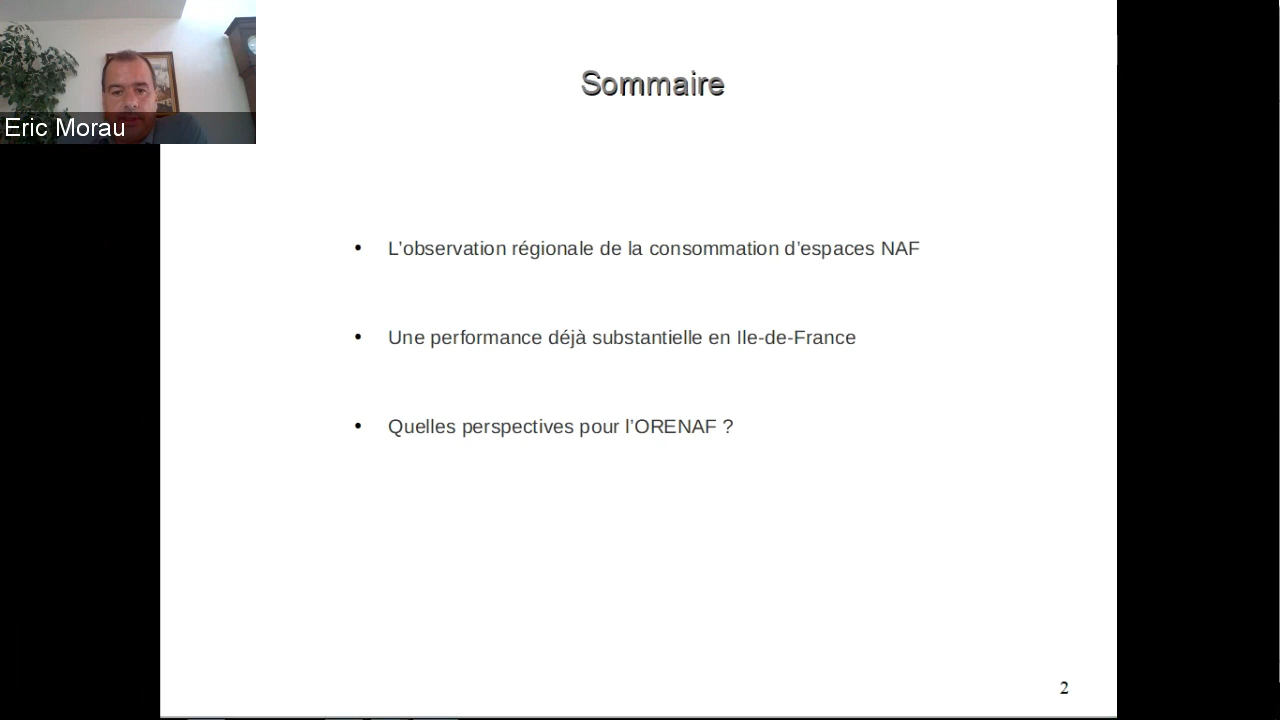 Sommaire
Eric Morau
• L’observation régionale de la consommation d’espaces NAF
• Une performance déjà substantielle en Ile-de-France
• Quelles perspectives pour l’ORENAF ?
2